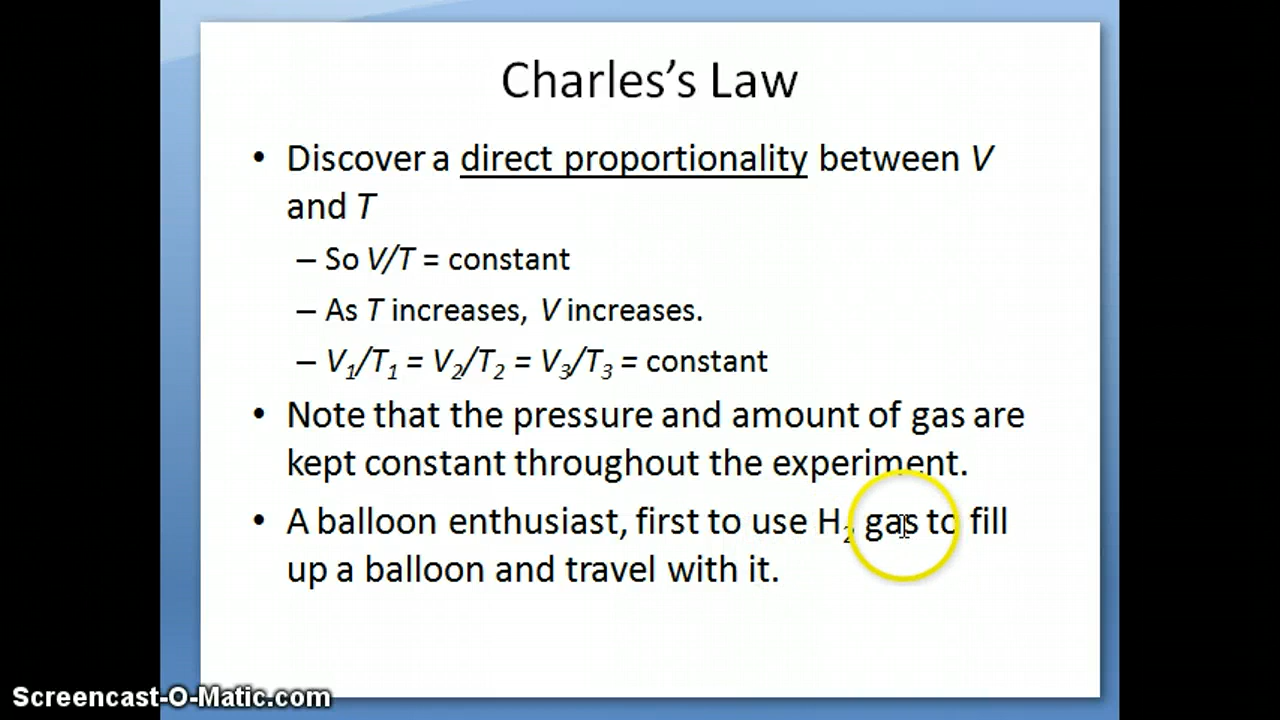 Charles’s Law
• Discover a direct proportionality between V
and T
– So V/T = constant
– As T increases, V increases.
– V₁/T₁ = V₂/T₂ = V₃/T₃ = constant
• Note that the pressure and amount of gas are
kept constant throughout the experiment.
• A balloon enthusiast, first to use H₂ gas to fill
up a balloon and travel with it.
Screencast-O-Matic.com